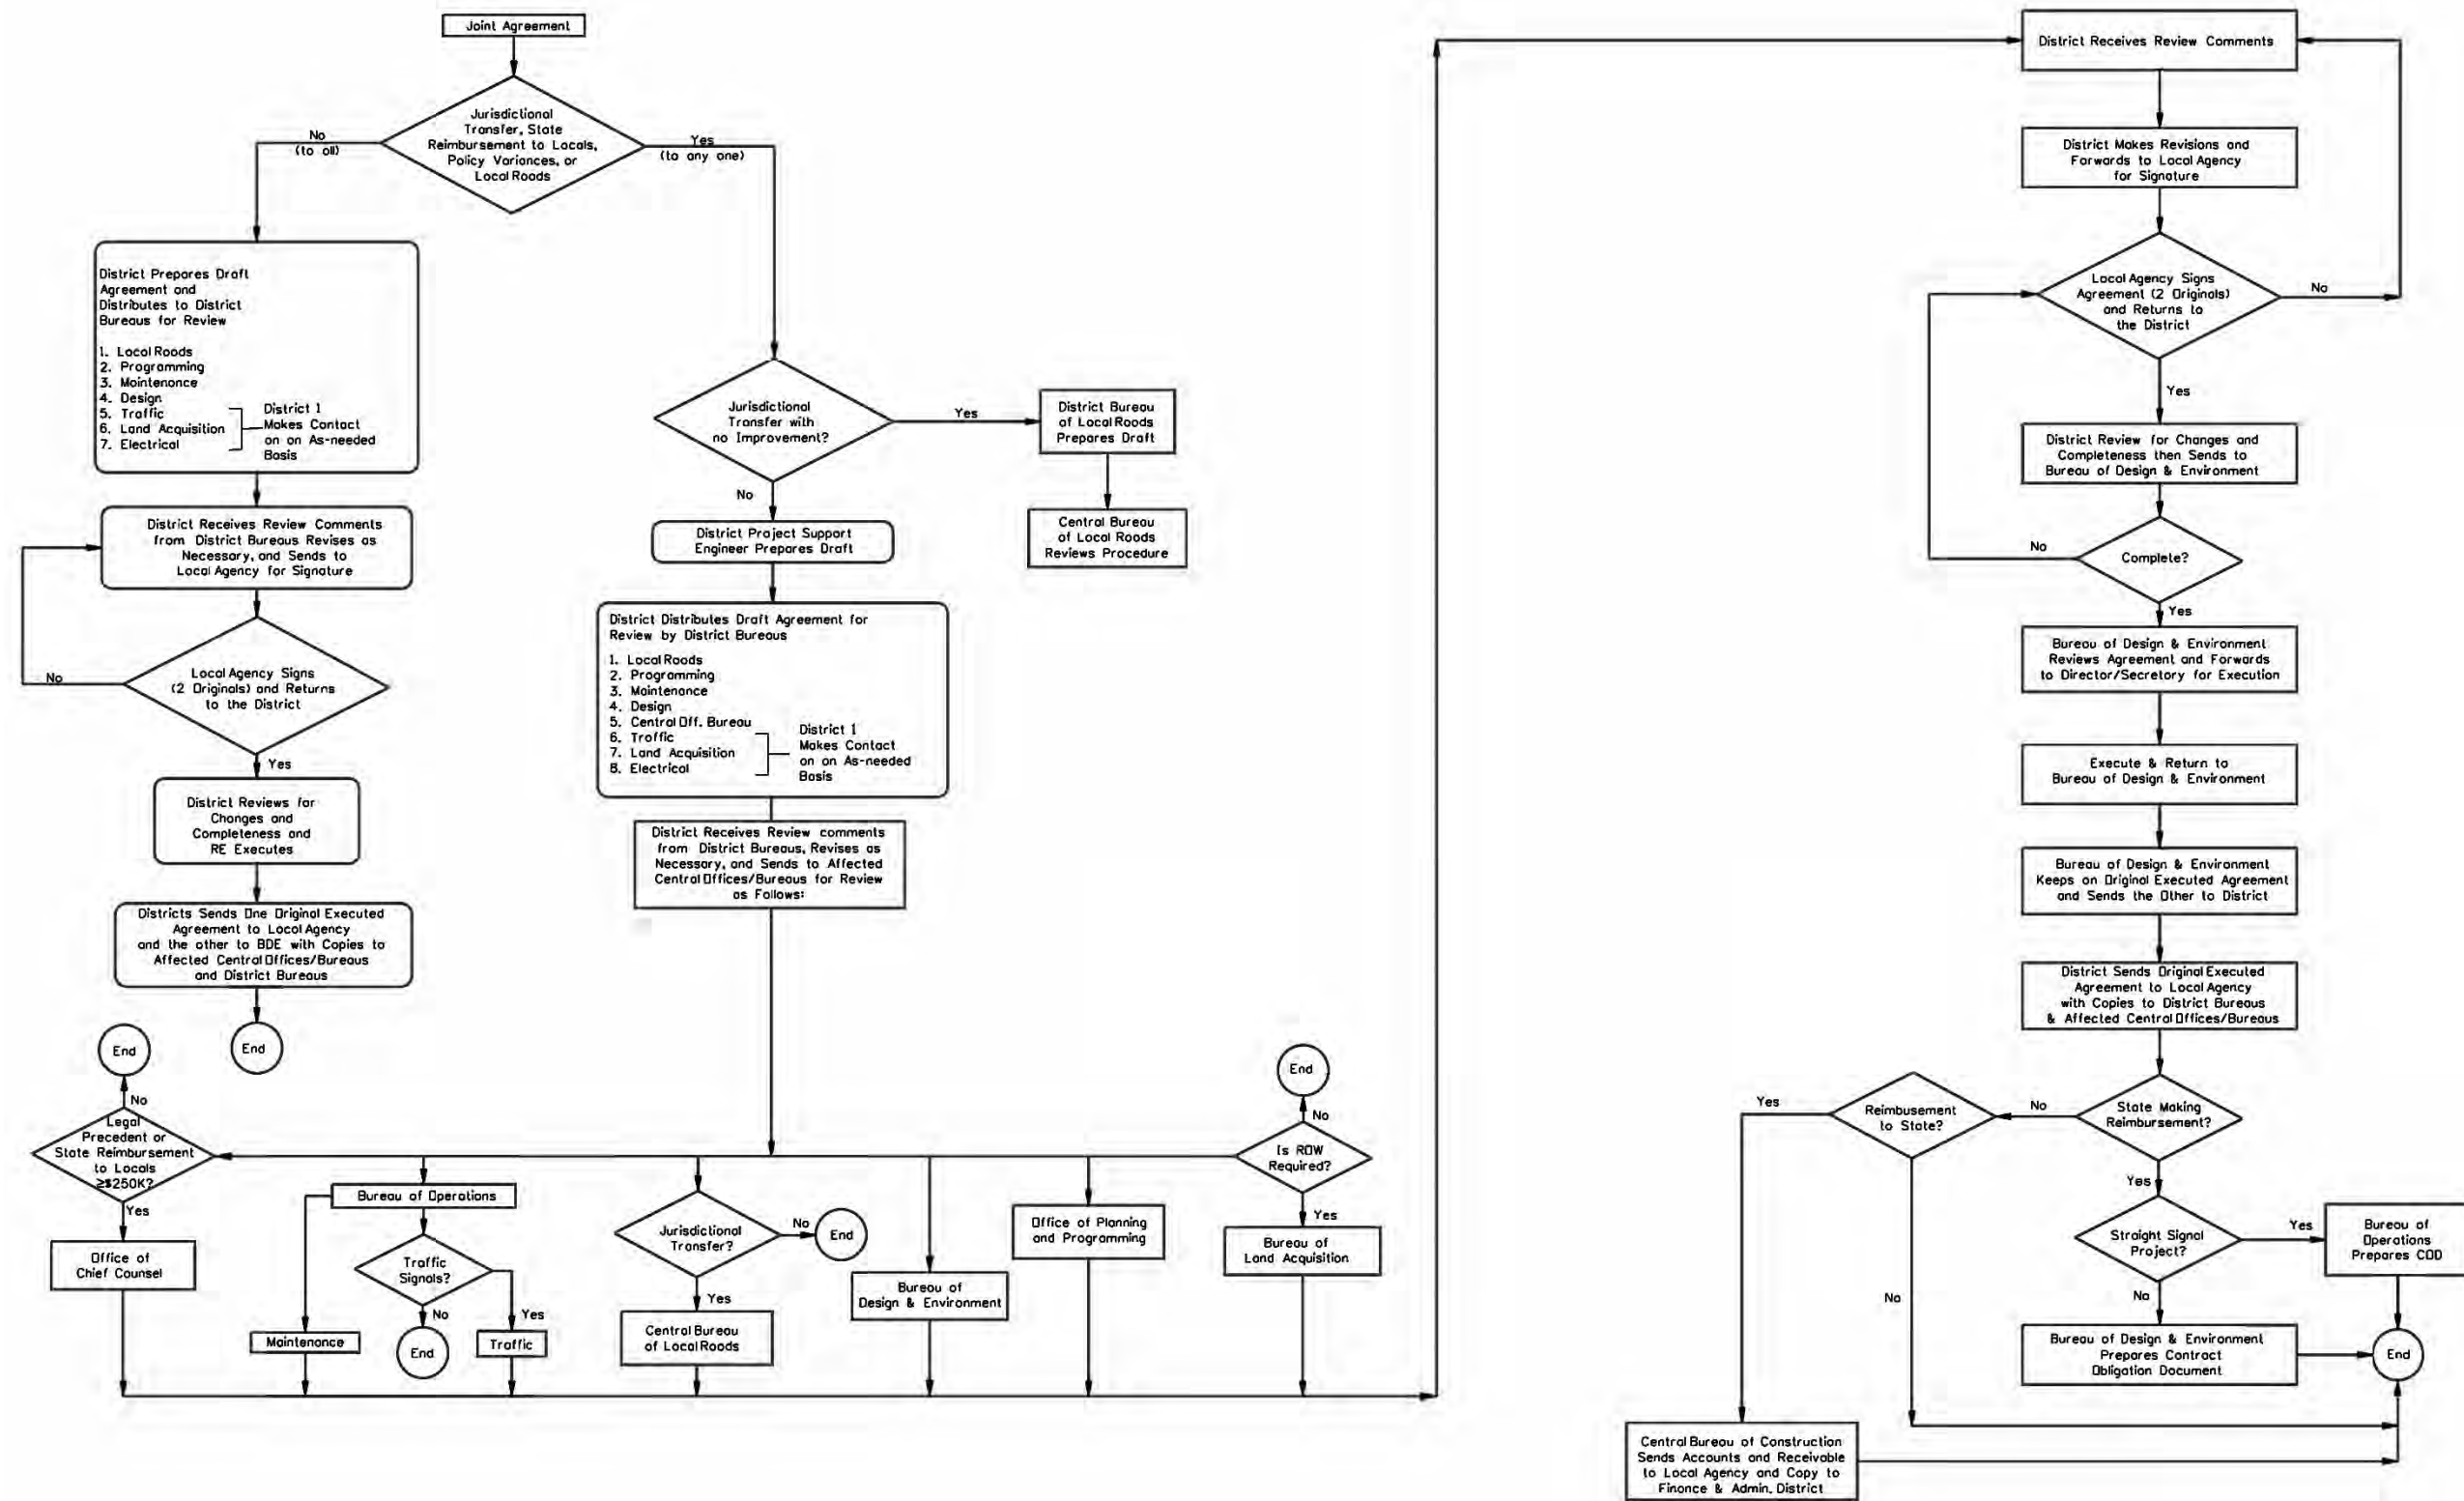 Joint Agreement
Jurisdictional
Transfer, State
Reimbursement to Locals,
Policy Variances, or
Local Roads
No
(to all)
Yes
(to any one)
District Prepares Draft
Agreement and
Distributes to District
Bureaus for Review
1. Local Roads
2. Programming
3. Maintenance
4. Design
5. Traffic
6. Land Acquisition
7. Electrical
District 1
Makes Contact
on on As-needed
Basis
District Receives Review Comments
from District Bureaus Revises as
Necessary, and Sends to
Local Agency for Signature
No
Local Agency Signs
(2 Originals) and Returns
to the District
Yes
District Reviews for
Changes and
Completeness and
RE Executes
Districts Sends One Original Executed
Agreement to Local Agency
and the other to BDE with Copies to
Affected Central Offices/Bureaus
and District Bureaus
End
Jurisdictional
Transfer with
no Improvement?
Yes
District Bureau
of Local Roads
Prepares Draft
Central Bureau
of Local Roads
Reviews Procedure
No
District Project Support
Engineer Prepares Draft
District Distributes Draft Agreement for
Review by District Bureaus
1. Local Roads
2. Programming
3. Maintenance
4. Design
5. Central Off. Bureau
6. Traffic
7. Land Acquisition
8. Electrical
District 1
Makes Contact
on on As-needed
Basis
District Receives Review comments
from District Bureaus, Revises as
Necessary, and Sends to Affected
Central Offices/Bureaus for Review
as Follows:
End
No
Legal
Precedent or
State Reimbursement
to Locals
≥$250K?
Yes
Office of
Chief Counsel
Bureau of Operations
Maintenance
Traffic
Signals?
No
End
Yes
Traffic
Jurisdictional
Transfer?
No
End
Yes
Central Bureau
of Local Roads
Bureau of
Design & Environment
Office of Planning
and Programming
End
No
Is ROW
Required?
Yes
Bureau of
Land Acquisition
District Receives Review Comments
District Makes Revisions and
Forwards to Local Agency
for Signature
Local Agency Signs
Agreement (2 Originals)
and Returns to
the District
No
Yes
District Review for Changes and
Completeness then Sends to
Bureau of Design & Environment
No
Complete?
Yes
Bureau of Design & Environment
Reviews Agreement and Forwards
to Director/Secretory for Execution
Execute & Return to
Bureau of Design & Environment
Bureau of Design & Environment
Keeps on Original Executed Agreement
and Sends the Other to District
District Sends Original Executed
Agreement to Local Agency
with Copies to District Bureaus
& Affected Central Offices/Bureaus
State Making
Reimbursement?
No
Reimbusement
to State?
Yes
No
Yes
Straight Signal
Project?
Yes
Bureau of
Operations
Prepares COD
No
Bureau of Design & Environment
Prepares Contract
Obligation Document
End
Central Bureau of Construction
Sends Accounts and Receivable
to Local Agency and Copy to
Finance & Admin. District